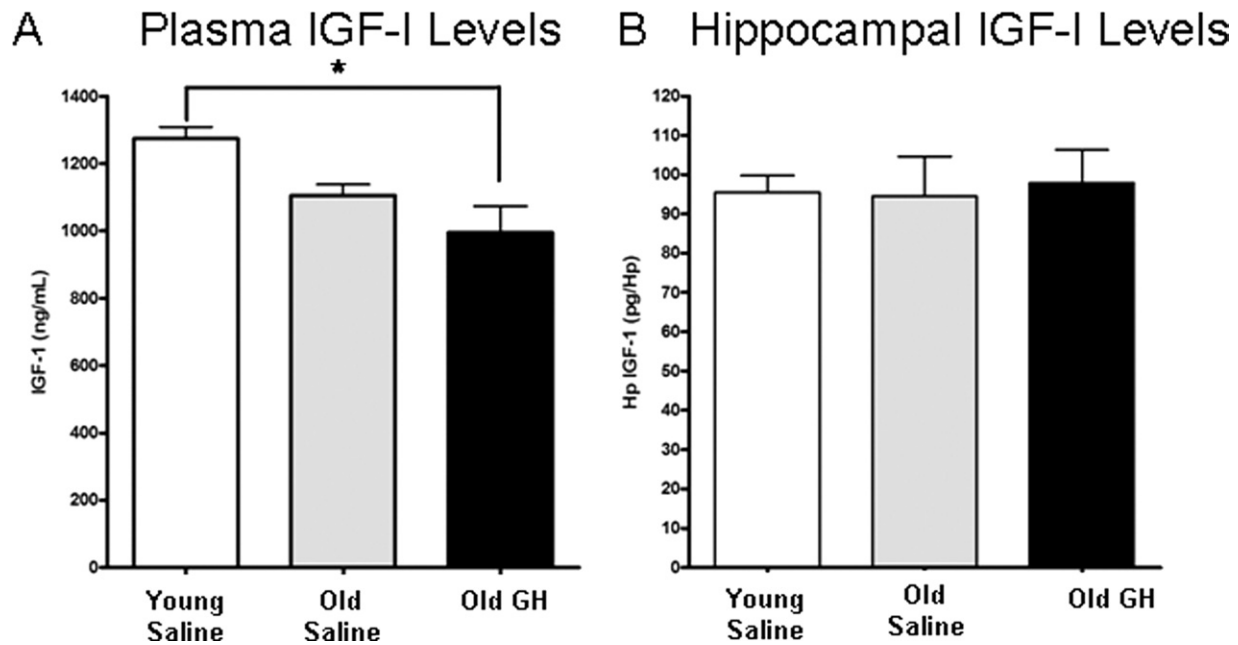 A Plasma IGF-I Levels
*
IGF-1 (ng/mL)
1400
1200
1000
800
600
400
200
0
Young
Saline
Old
Saline
Old GH
B Hippocampal IGF-I Levels
Hp IGF-1 (pg/Hp)
120
110
100
90
80
70
60
50
40
30
20
10
0
Young
Saline
Old
Saline
Old GH